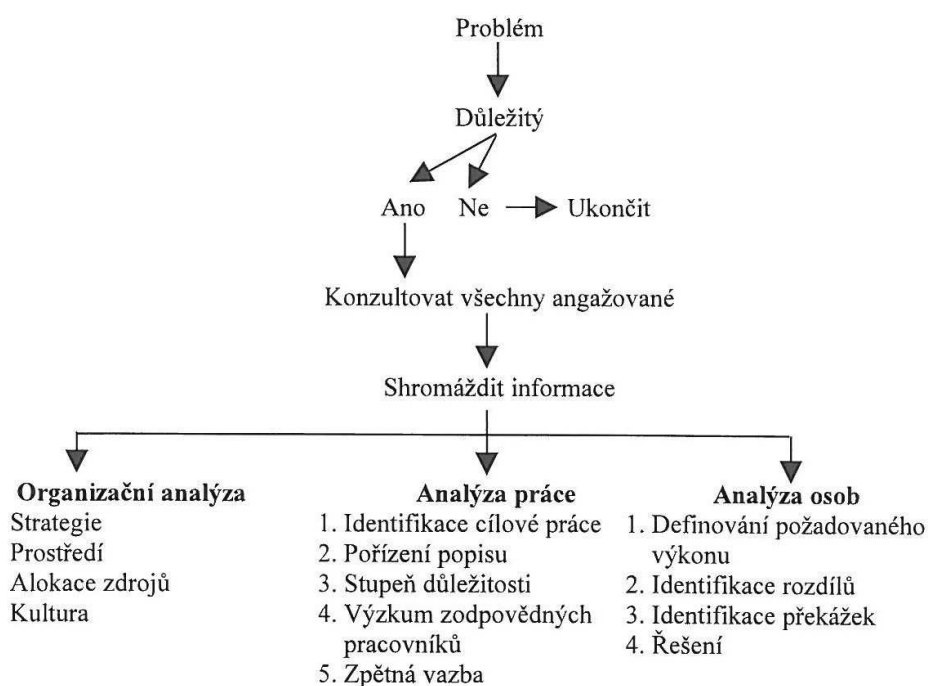 Problém
Důležitý
Ano Ne Ukončit
Konzultovat všechny angažované
Shromáždit informace
Organizační analýza
Strategie
Prostředí
Alokace zdrojů
Kultura
Analýza práce
1. Identifikace cílové práce
2. Pořízení popisu
3. Stupeň důležitosti
4. Výzkum zodpovědných
pracovníků
5. Zpětná vazba
Analýza osob
1. Definování požadovaného
výkonu
2. Identifikace rozdílů
3. Identifikace překážek
4. Řešení